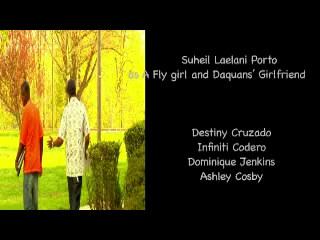 Suheil Laelani Porto
as A Fly girl and Daquans' Girlfriend
Destiny Cruzado
Infiniti Codero
Dominique Jenkins
Ashley Cosby